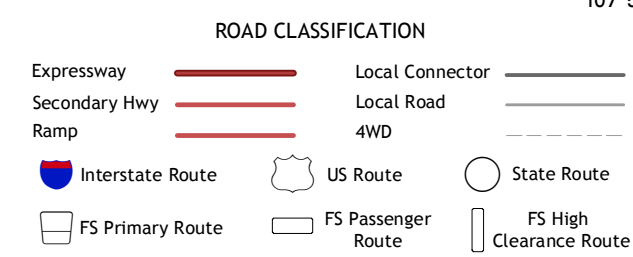 ROAD CLASSIFICATION
Expressway
Local Connector
Secondary Hwy
Local Road
Ramp
4WD
Interstate Route
US Route
State Route
FS Primary Route
FS Passenger
Route
FS High
Clearance Route